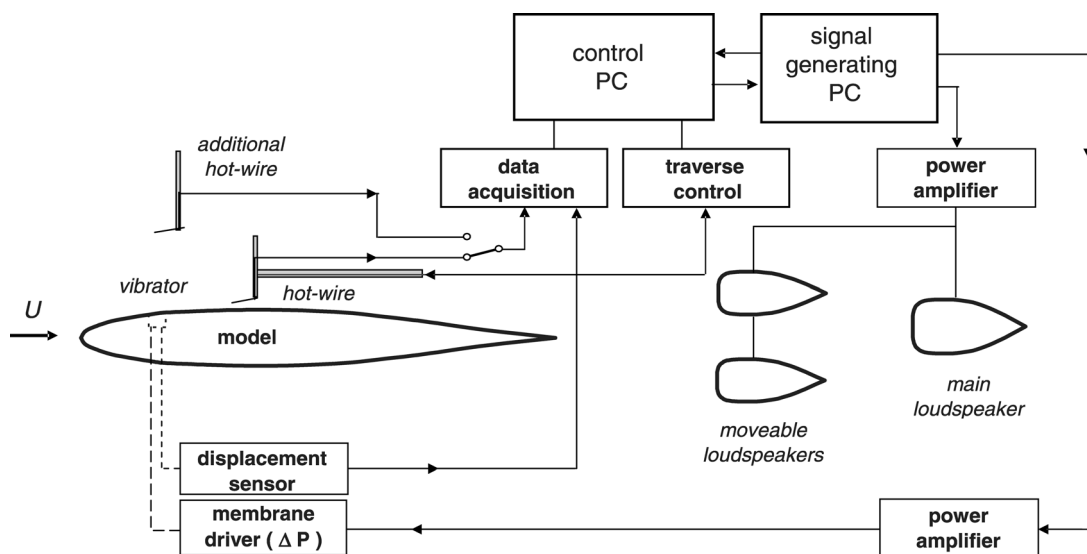 control
PC
signal
generating
PC
additional
hot-wire
data
acquisition
traverse
control
power
amplifier
vibrator
hot-wire
U
model
main
loudspeaker
moveable
loudspeakers
displacement
sensor
membrane
driver ( Δ P )
power
amplifier